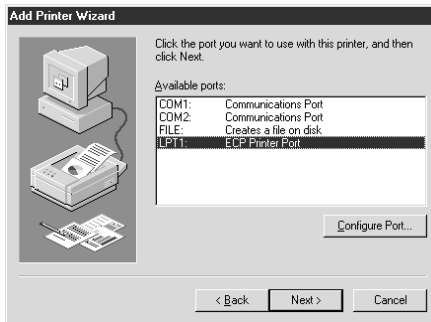 Add Printer Wizard
Click the port you want to use with this printer, and then
click Next.
Available ports:
COM1: Communications Port
COM2: Communications Port
FILE: Creates a file on disk
LPT1: ECP Printer Port
Configure Port...
< Back Next > Cancel